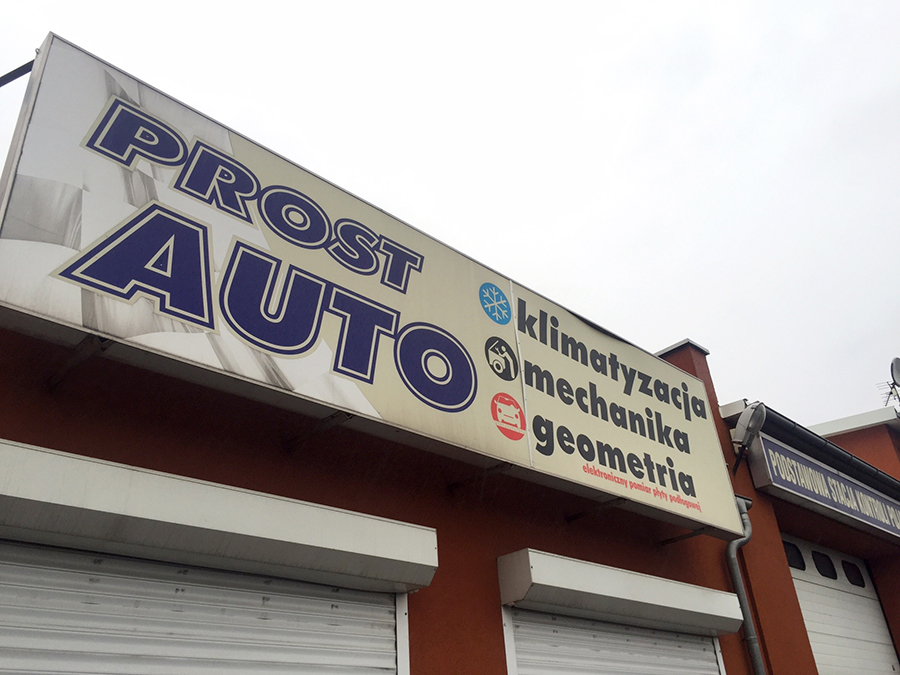 PROST
AUTO
klimatyzacja
mechanika
geometria
elektroniczny pomiar płyty podłogowej
PODSTAWOWA STACJA KONTROLI